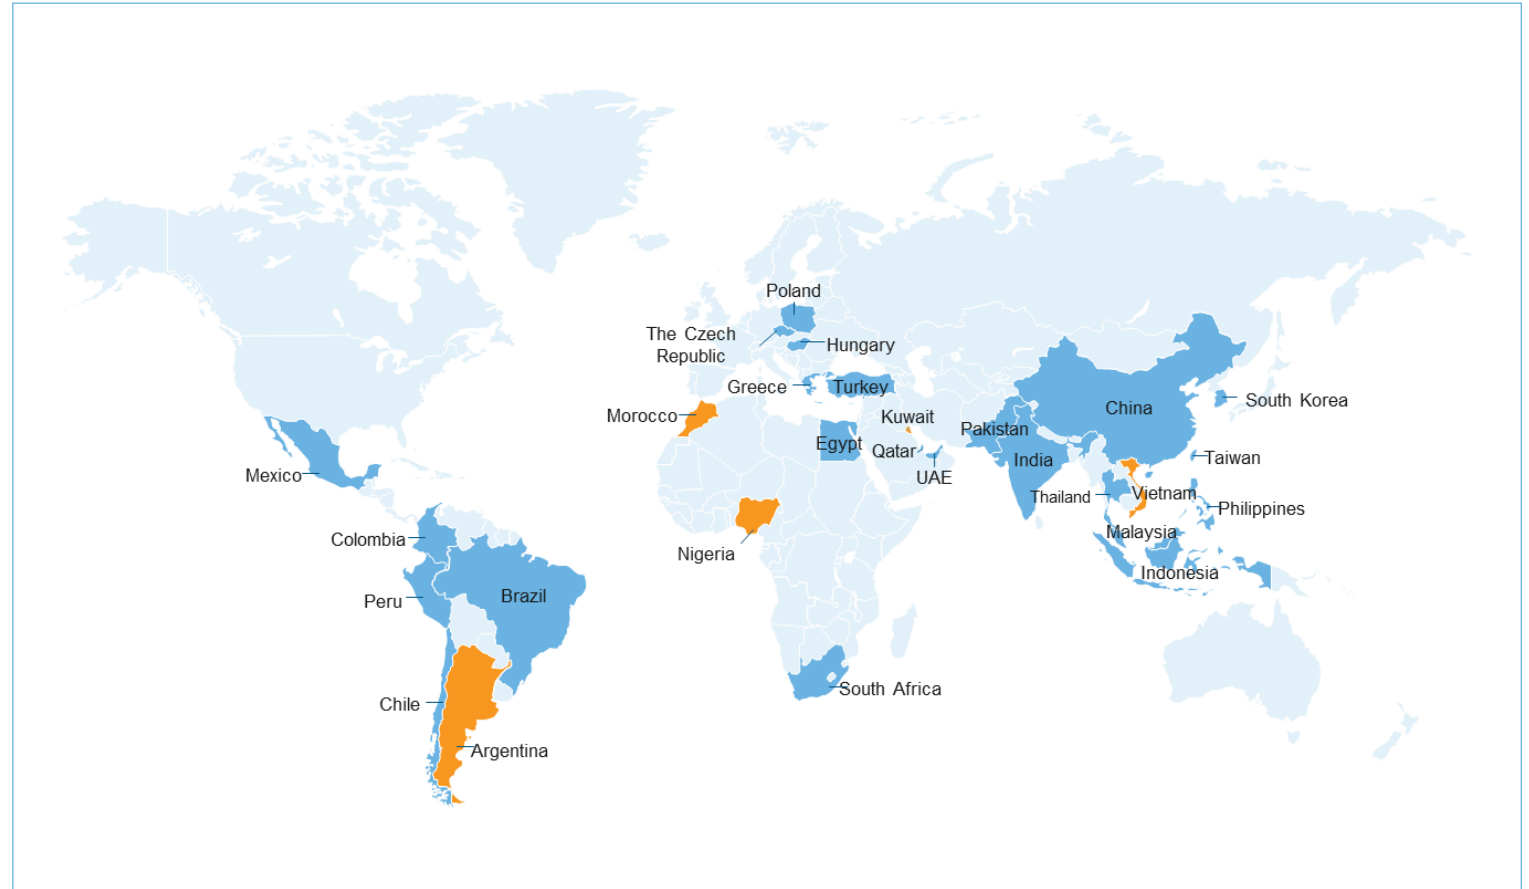 Poland
The Czech
Republic
Hungary
Greece
Turkey
South Korea
China
Morocco
Kuwait
Pakistan
Egypt
Qatar
India
Taiwan
UAE
Mexico
Thailand
Vietnam
Philippines
Malaysia
Colombia
Nigeria
Indonesia
Peru
Brazil
South Africa
Chile
Argentina